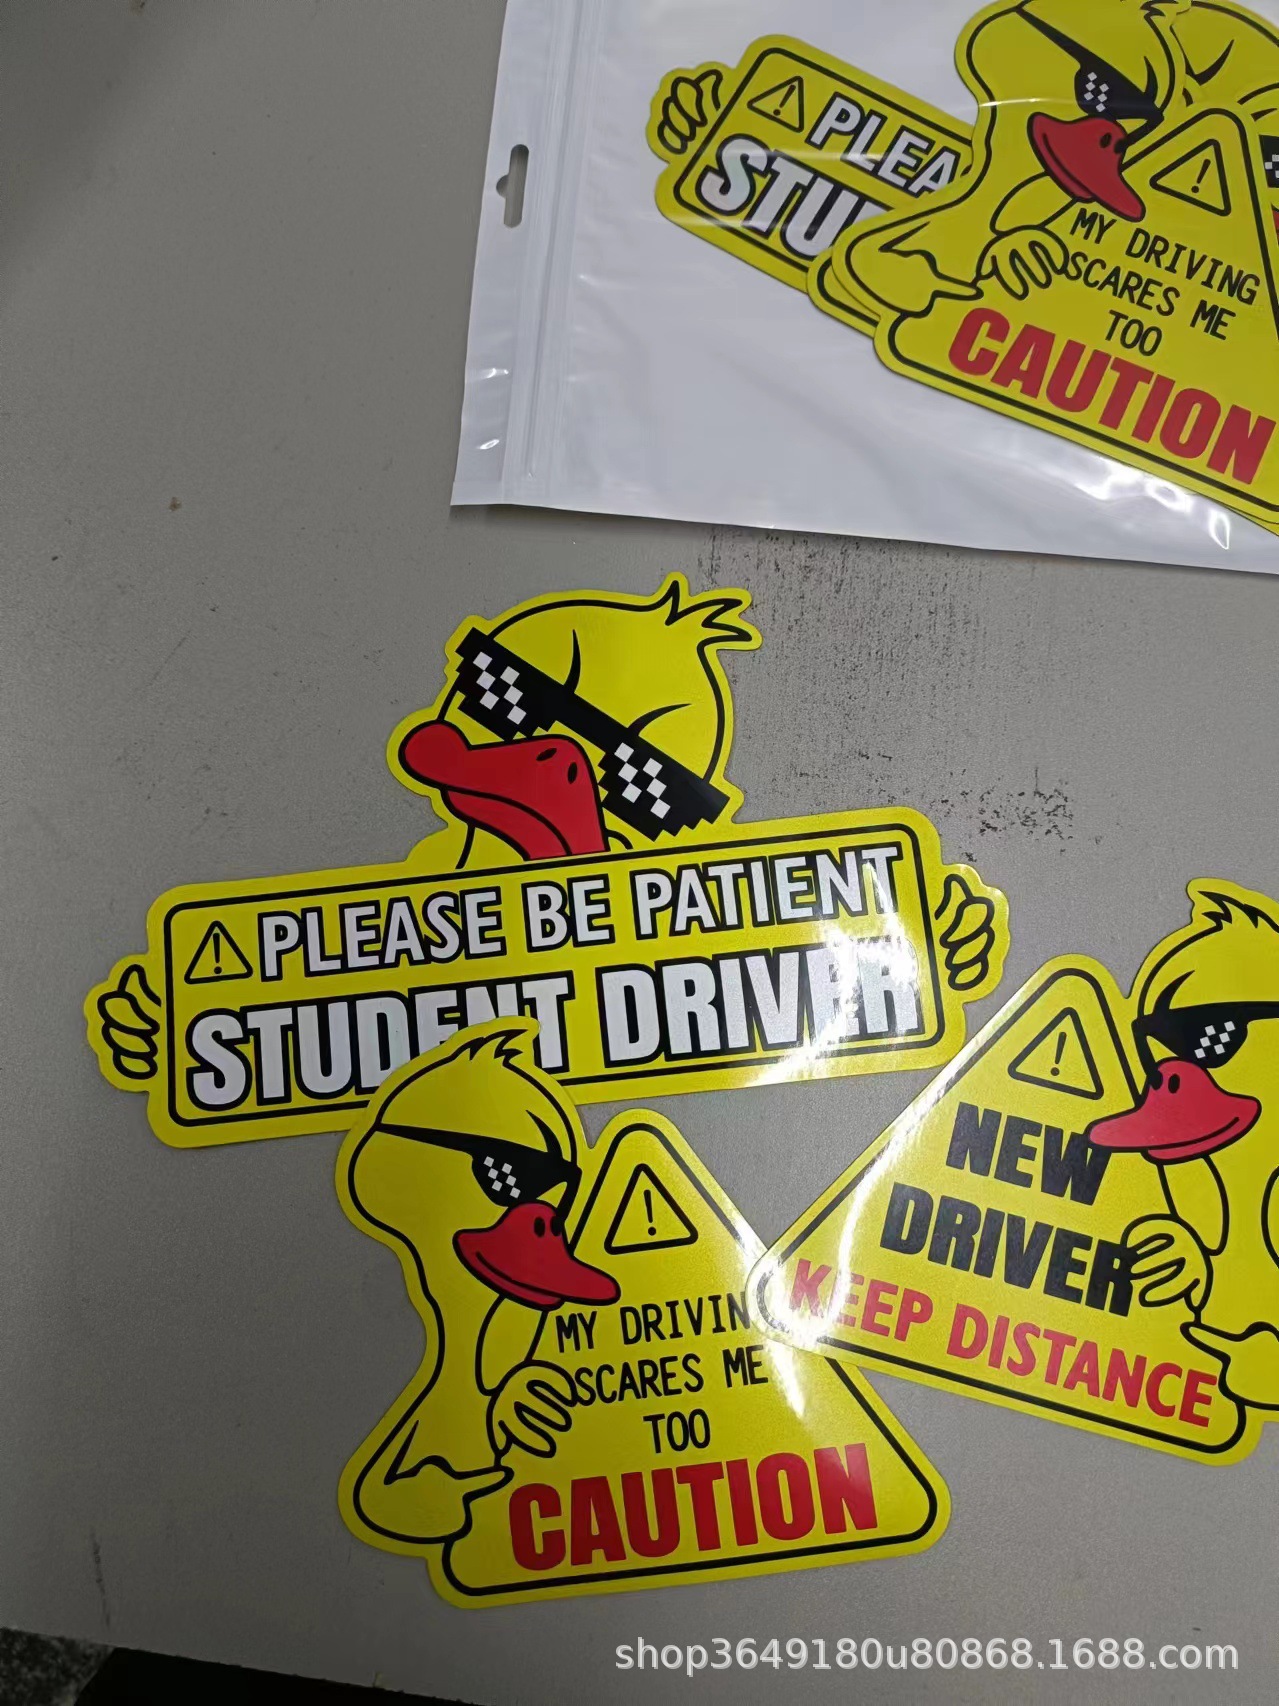 PLEA
STU
MY DRIVING
SCARES ME
TOO
CAUTION
PLEASE BE PATIENT
STUDENT DRIVER
NEW
DRIVER
KEEP DISTANCE
MY DRIVIN
SCARES ME
TOO
CAUTION
shop3649180u80868.1688.com